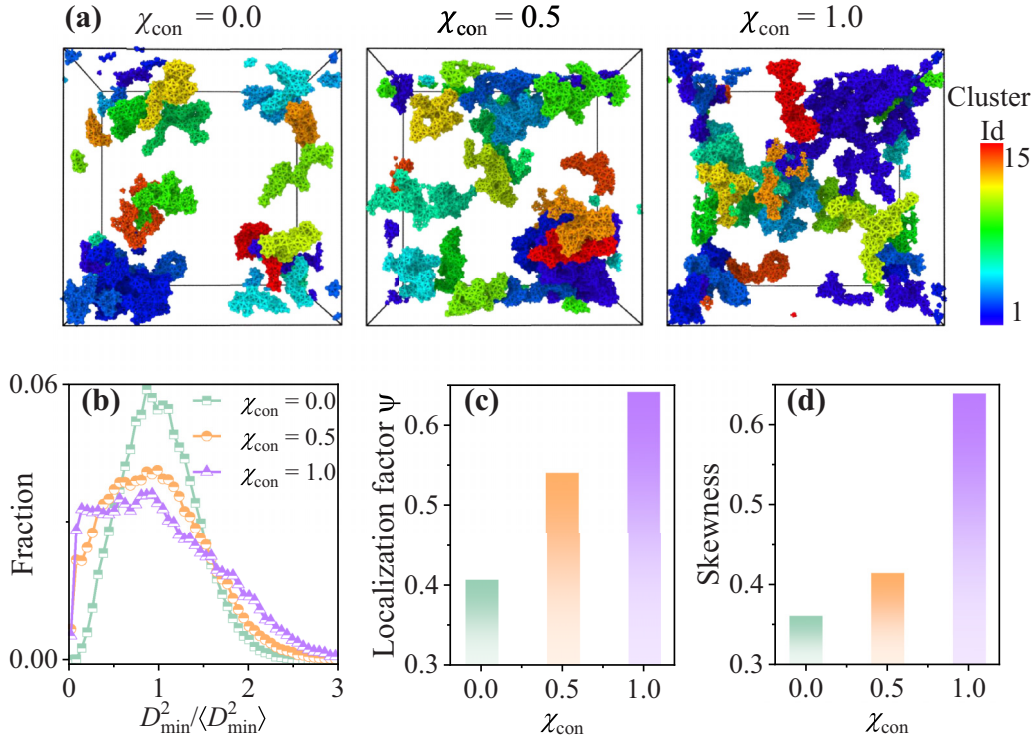 (a) χcon = 0.0 χcon = 0.5 χcon = 1.0
Cluster
Id
15
1
(b)
0.06
0.00
Fraction
χcon = 0.0
χcon = 0.5
χcon = 1.0
0 1 2 3
D²min/⟨D²min⟩
(c)
Localization factor ψ
0.6
0.5
0.4
0.3
0.0 0.5 1.0
χcon
(d)
Skewness
0.6
0.5
0.4
0.3
0.0 0.5 1.0
χcon